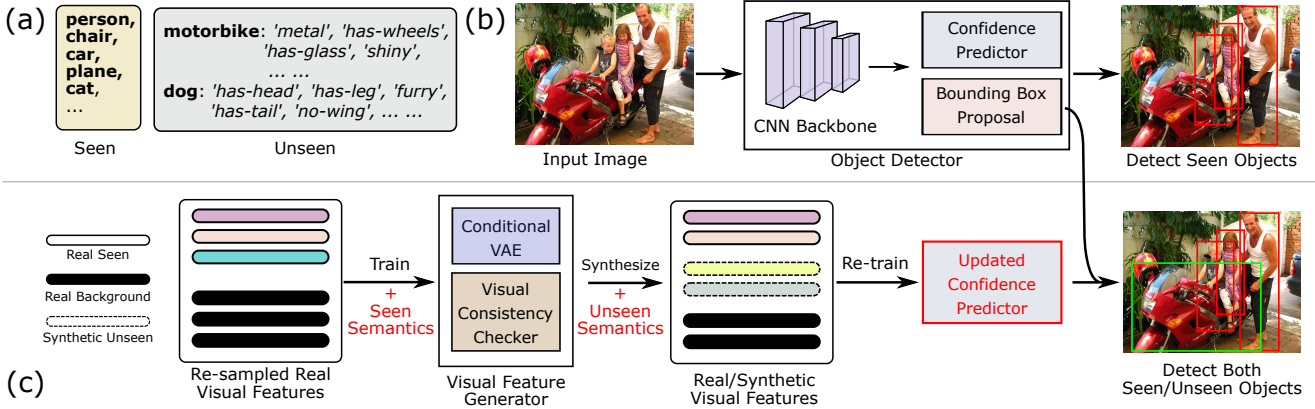 (a)
person,
chair,
car,
plane,
cat,
...
Seen
motorbike: 'metal', 'has-wheels',
'has-glass', 'shiny',
... ...
dog: 'has-head', 'has-leg', 'furry',
'has-tail', 'no-wing', ... ...
Unseen
(b)
Input Image
CNN Backbone
Confidence
Predictor
Bounding Box
Proposal
Object Detector
Detect Seen Objects
Real Seen
Real Background
Synthetic Unseen
(c)
Re-sampled Real
Visual Features
Train
+
Seen
Semantics
Conditional
VAE
Visual
Consistency
Checker
Visual Feature
Generator
Synthesize
+
Unseen
Semantics
Real/Synthetic
Visual Features
Re-train
Updated
Confidence
Predictor
Detect Both
Seen/Unseen Objects